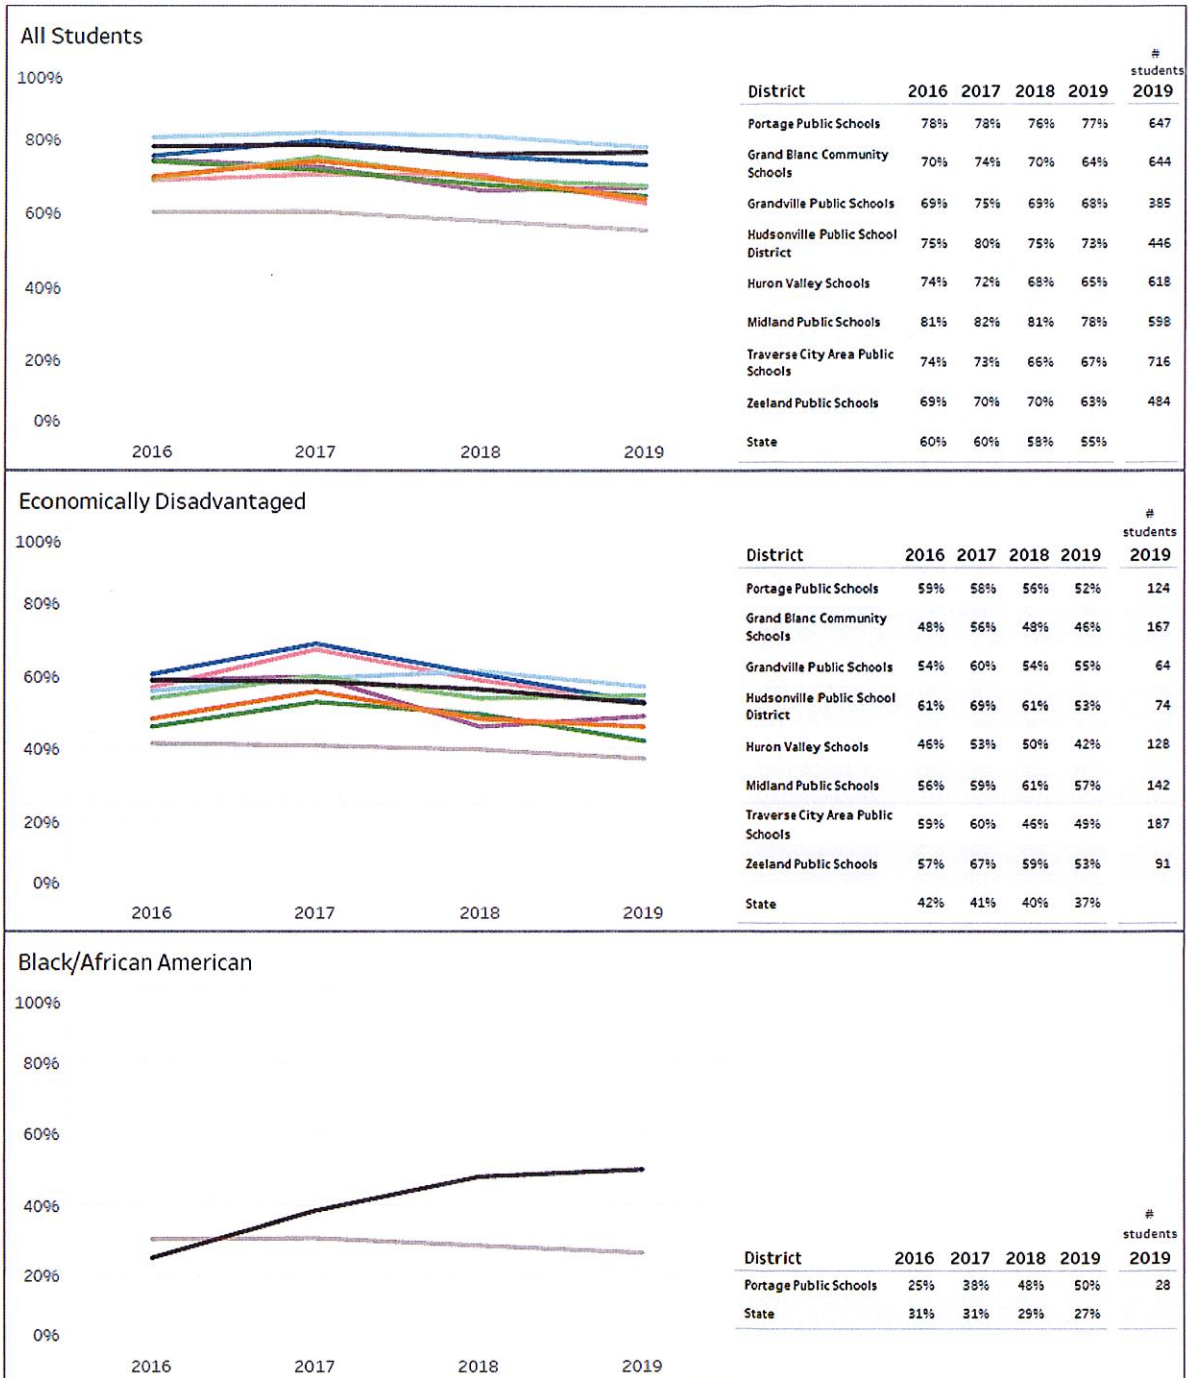 All Students
100%
80%
60%
40%
20%
0%
2016 2017 2018 2019
#
students
District 2016 2017 2018 2019 2019
Portage Public Schools 78% 78% 76% 77% 647
Grand Blanc Community
Schools 70% 74% 70% 64% 644
Grandville Public Schools 69% 75% 69% 68% 385
Hudsonville Public School
District 75% 80% 75% 73% 446
Huron Valley Schools 74% 72% 68% 65% 618
Midland Public Schools 81% 82% 81% 78% 598
Traverse City Area Public
Schools 74% 73% 66% 67% 716
Zeeland Public Schools 69% 70% 70% 63% 484
State 60% 60% 58% 55%
Economically Disadvantaged
100%
80%
60%
40%
20%
0%
2016 2017 2018 2019
#
students
District 2016 2017 2018 2019 2019
Portage Public Schools 59% 58% 56% 52% 124
Grand Blanc Community
Schools 48% 56% 48% 46% 167
Grandville Public Schools 54% 60% 54% 55% 64
Hudsonville Public School
District 61% 69% 61% 53% 74
Huron Valley Schools 46% 53% 50% 42% 128
Midland Public Schools 56% 59% 61% 57% 142
Traverse City Area Public
Schools 59% 60% 46% 49% 187
Zeeland Public Schools 57% 67% 59% 53% 91
State 42% 41% 40% 37%
Black/African American
100%
80%
60%
40%
20%
0%
2016 2017 2018 2019
#
students
District 2016 2017 2018 2019 2019
Portage Public Schools 25% 38% 48% 50% 28
State 31% 31% 29% 27%